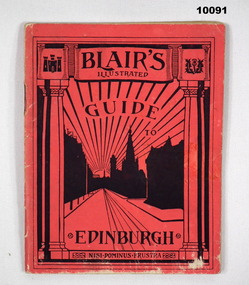 10091
BLAIR'S
ILLUSTRATED
GUIDE
TO
EDINBURGH
NISI·DOMINUS·FRUSTRA